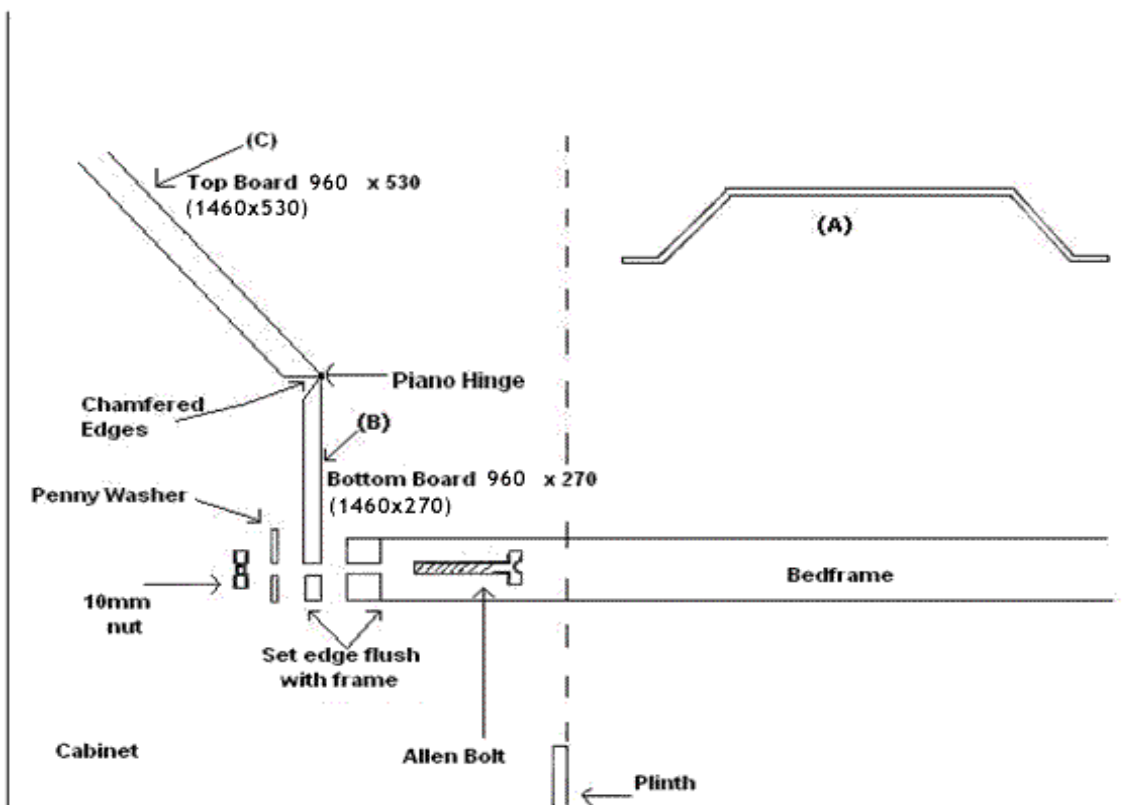 (C)
Top Board 960 x 530
(1460x530)
(A)
Piano Hinge
Chamfered
Edges
(B)
Bottom Board 960 x 270
(1460x270)
Penny Washer
Bedframe
10mm
nut
Set edge flush
with frame
Cabinet
Allen Bolt
Plinth